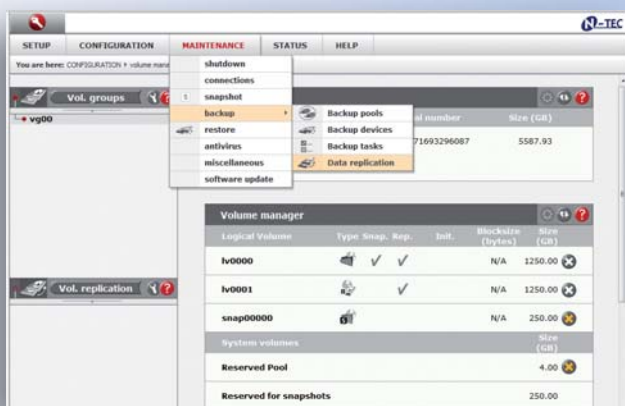 N-TEC
SETUP CONFIGURATION MAINTENANCE STATUS HELP
You are here: CONFIGURATION volume mana
shutdown
connections
snapshot
backup
restore
antivirus
miscellaneous
software update
Backup pools
Backup devices
Backup tasks
Data replication
Vol. groups
vg00
al number Size (GB)
71693296087 5587.93
Volume manager
Logical Volume Type Snap. Rep. Init. Blocksize (bytes) Size (GB)
lv0000 N/A 1250.00
lv0001 N/A 1250.00
snap00000 N/A 250.00
System volumes Size (GB)
Reserved Pool 4.00
Reserved for snapshots 250.00
Vol. replication